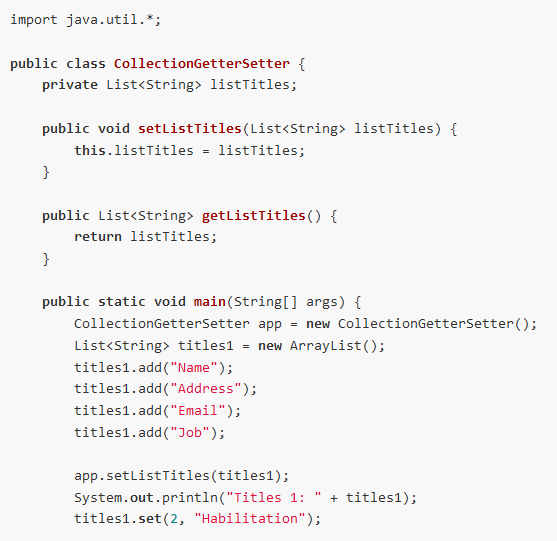 import java.util.*;

public class CollectionGetterSetter {
    private List<String> listTitles;

    public void setListTitles(List<String> listTitles) {
        this.listTitles = listTitles;
    }

    public List<String> getListTitles() {
        return listTitles;
    }

    public static void main(String[] args) {
        CollectionGetterSetter app = new CollectionGetterSetter();
        List<String> titles1 = new ArrayList();
        titles1.add("Name");
        titles1.add("Address");
        titles1.add("Email");
        titles1.add("Job");

        app.setListTitles(titles1);
        System.out.println("Titles 1: " + titles1);
        titles1.set(2, "Habilitation");